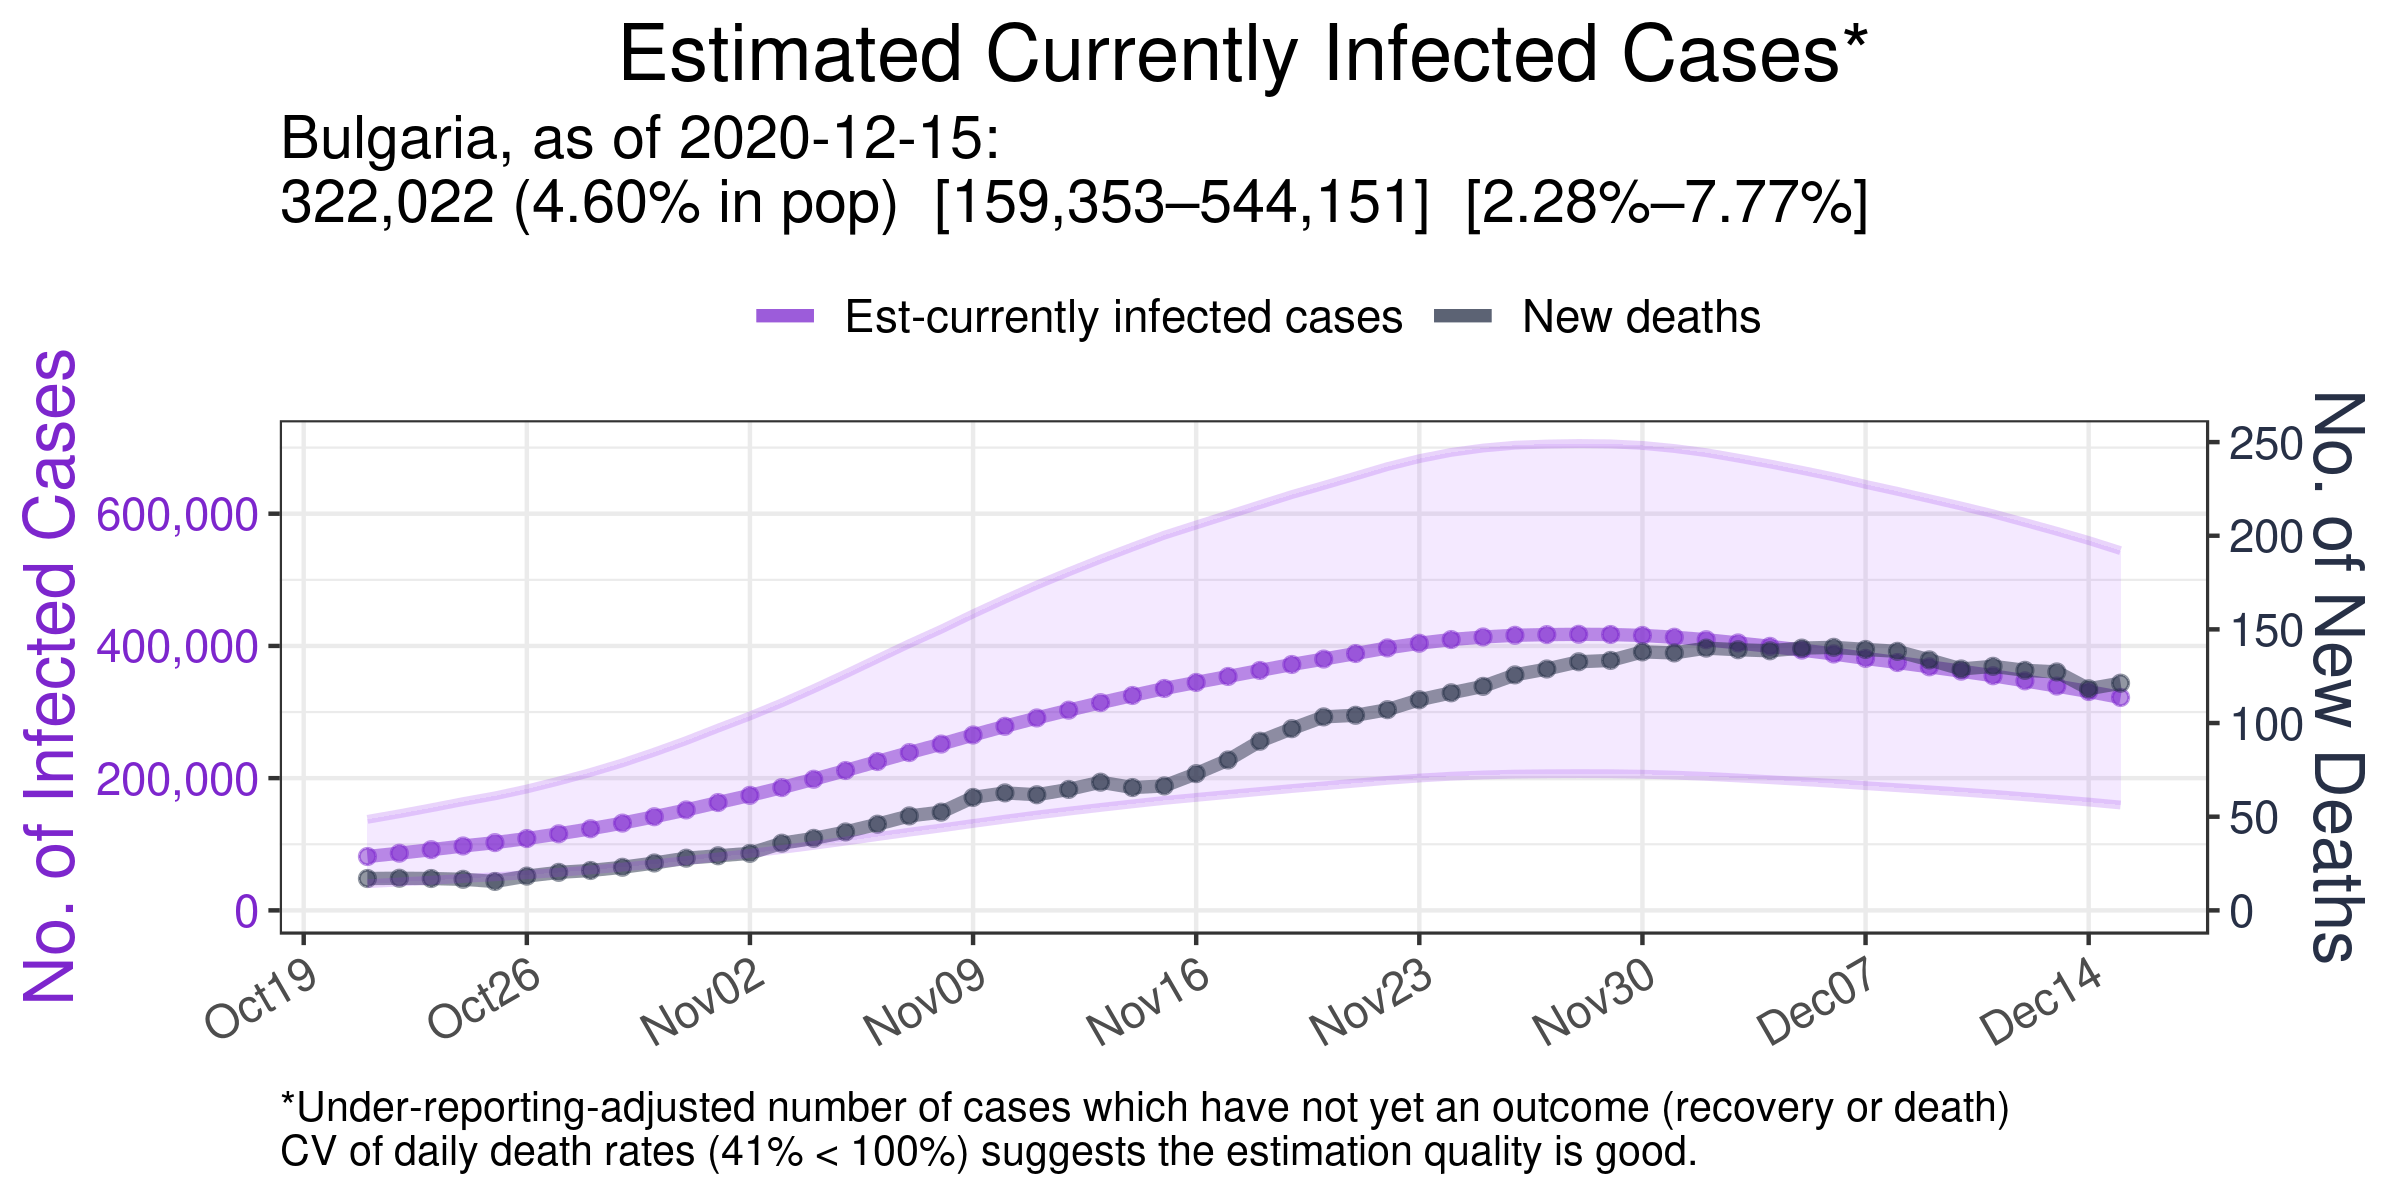 Estimated Currently Infected Cases*
Bulgaria, as of 2020-12-15:
322,022 (4.60% in pop)  [159,353–544,151]  [2.28%–7.77%]
Est-currently infected cases
New deaths
No. of Infected Cases
600,000
400,000
200,000
0
250
200
150
100
50
0
No. of New Deaths
Oct19
Oct26
Nov02
Nov09
Nov16
Nov23
Nov30
Dec07
Dec14
*Under-reporting-adjusted number of cases which have not yet an outcome (recovery or death)
CV of daily death rates (41% < 100%) suggests the estimation quality is good.